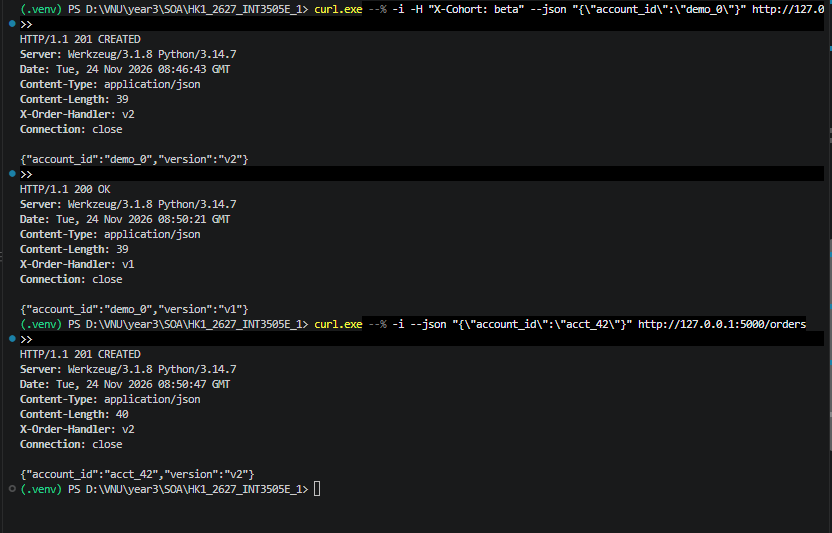 (.venv) PS D:\VNU\year3\SOA\HK1_2627_INT3505E_1> curl.exe --% -i -H "X-Cohort: beta" --json "{\"account_id\":\"demo_0\"}" http://127.0
>>
HTTP/1.1 201 CREATED
Server: Werkzeug/3.1.8 Python/3.14.7
Date: Tue, 24 Nov 2026 08:46:43 GMT
Content-Type: application/json
Content-Length: 39
X-Order-Handler: v2
Connection: close
{"account_id":"demo_0","version":"v2"}
>>
HTTP/1.1 200 OK
Server: Werkzeug/3.1.8 Python/3.14.7
Date: Tue, 24 Nov 2026 08:50:21 GMT
Content-Type: application/json
Content-Length: 39
X-Order-Handler: v1
Connection: close
{"account_id":"demo_0","version":"v1"}
(.venv) PS D:\VNU\year3\SOA\HK1_2627_INT3505E_1> curl.exe --% -i --json "{\"account_id\":\"acct_42\"}" http://127.0.0.1:5000/orders
>>
HTTP/1.1 201 CREATED
Server: Werkzeug/3.1.8 Python/3.14.7
Date: Tue, 24 Nov 2026 08:50:47 GMT
Content-Type: application/json
Content-Length: 40
X-Order-Handler: v2
Connection: close
{"account_id":"acct_42","version":"v2"}
(.venv) PS D:\VNU\year3\SOA\HK1_2627_INT3505E_1>